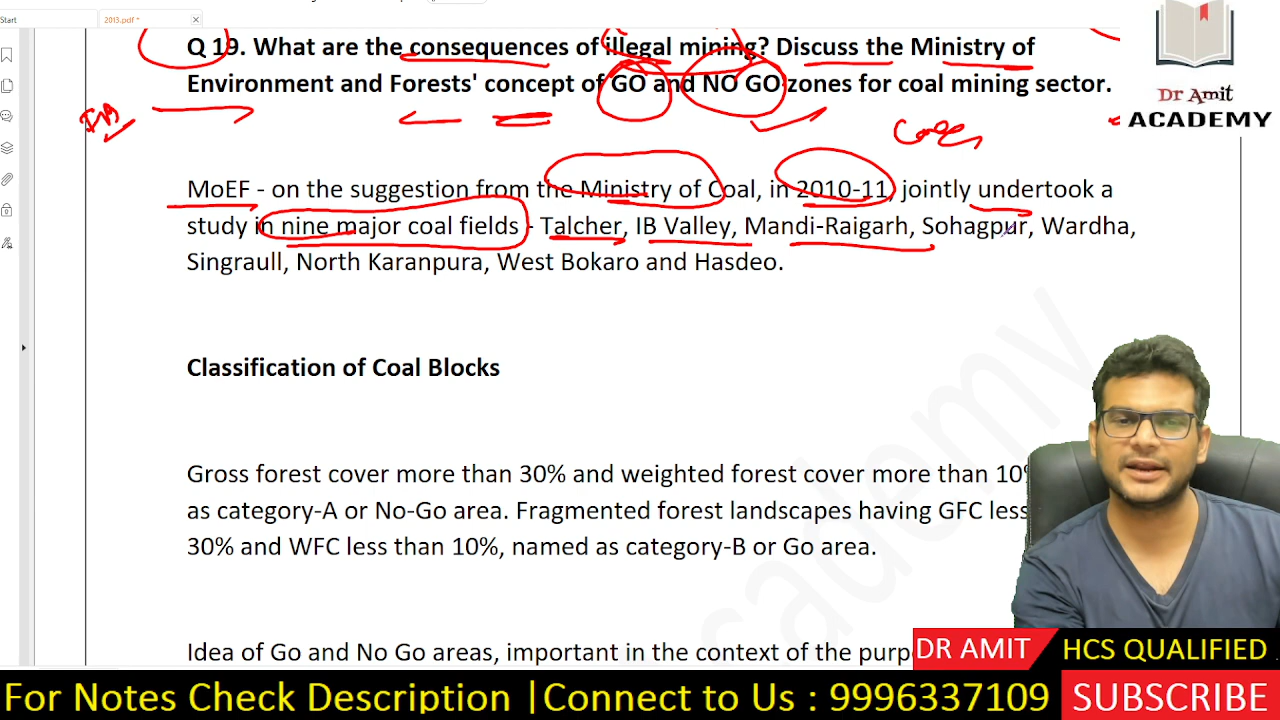 Start
2013.pdf *
Q 19. What are the consequences of illegal mining? Discuss the Ministry of
Environment and Forests' concept of GO and NO GO zones for coal mining sector.
Dr Amit
ACADEMY
MoEF - on the suggestion from the Ministry of Coal, in 2010-11, jointly undertook a
study in nine major coal fields - Talcher, IB Valley, Mandi-Raigarh, Sohagpur, Wardha,
Singraull, North Karanpura, West Bokaro and Hasdeo.
Classification of Coal Blocks
Gross forest cover more than 30% and weighted forest cover more than 10%
as category-A or No-Go area. Fragmented forest landscapes having GFC less
30% and WFC less than 10%, named as category-B or Go area.
Idea of Go and No Go areas, important in the context of the purp
cademy
DR AMIT HCS QUALIFIED
For Notes Check Description |Connect to Us : 9996337109 SUBSCRIBE